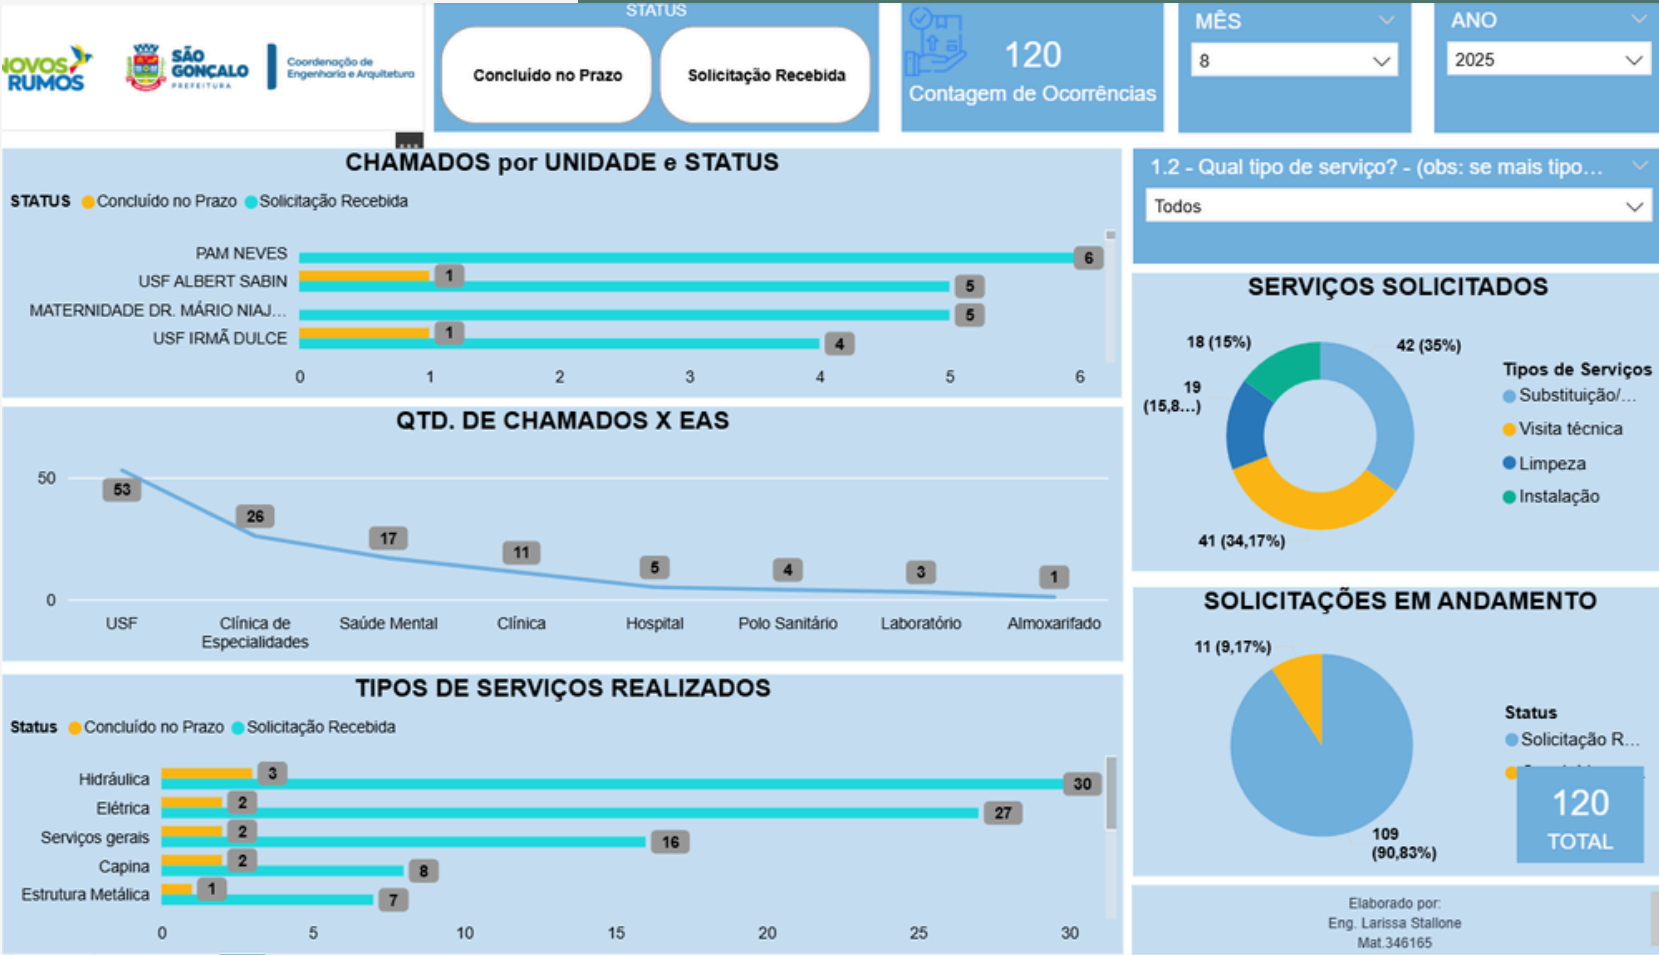 NOVOS
RUMOS
SÃO
GONÇALO
PREFEITURA
Coordenação de
Engenharia e Arquitetura
STATUS
Concluído no Prazo
Solicitação Recebida
120
Contagem de Ocorrências
MÊS
8
ANO
2025
CHAMADOS por UNIDADE e STATUS
STATUS Concluído no Prazo Solicitação Recebida
PAM NEVES 6
USF ALBERT SABIN 1 5
MATERNIDADE DR. MÁRIO NIAJ... 5
USF IRMÃ DULCE 1 4
0 1 2 3 4 5 6
1.2 - Qual tipo de serviço? - (obs: se mais tipo...
Todos
SERVIÇOS SOLICITADOS
18 (15%)
42 (35%)
19
(15,8...)
41 (34,17%)
Tipos de Serviços
Substituição/...
Visita técnica
Limpeza
Instalação
QTD. DE CHAMADOS X EAS
50
0
53 26 17 11 5 4 3 1
USF
Clínica de
Especialidades
Saúde Mental
Clínica
Hospital
Polo Sanitário
Laboratório
Almoxarifado
SOLICITAÇÕES EM ANDAMENTO
11 (9,17%)
109
(90,83%)
Status
Solicitação R...
120
TOTAL
TIPOS DE SERVIÇOS REALIZADOS
Status Concluído no Prazo Solicitação Recebida
Hidráulica 3 30
Elétrica 2 27
Serviços gerais 2 16
Capina 2 8
Estrutura Metálica 1 7
0 5 10 15 20 25 30
Elaborado por:
Eng. Larissa Stallone
Mat.346165